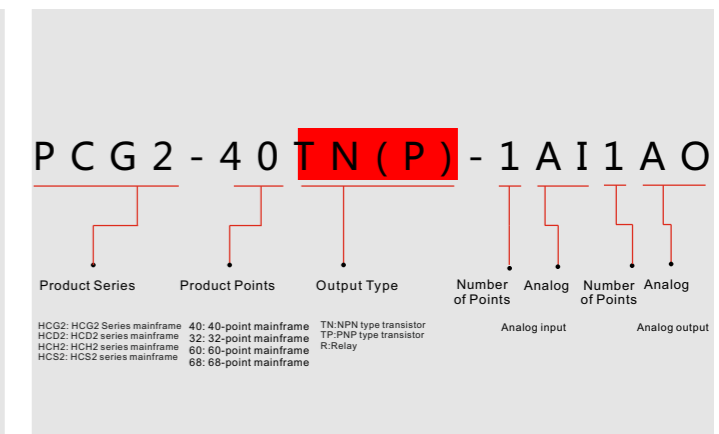 PCG2-40TN(P)-1AI1AO
Product Series Product Points Output Type Number of Points Analog Number of Points Analog
HCG2: HCG2 Series mainframe
HCD2: HCD2 series mainframe
HCH2: HCH2 series mainframe
HCS2: HCS2 series mainframe
40: 40-point mainframe
32: 32-point mainframe
60: 60-point mainframe
68: 68-point mainframe
TN:NPN type transistor
TP:PNP type transistor
R:Relay
Analog input
Analog output